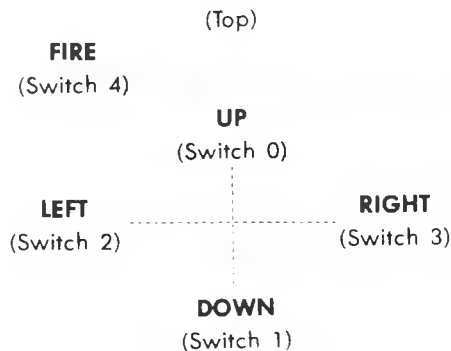 (Top)
FIRE
(Switch 4)
UP
(Switch 0)
LEFT
(Switch 2)
RIGHT
(Switch 3)
DOWN
(Switch 1)